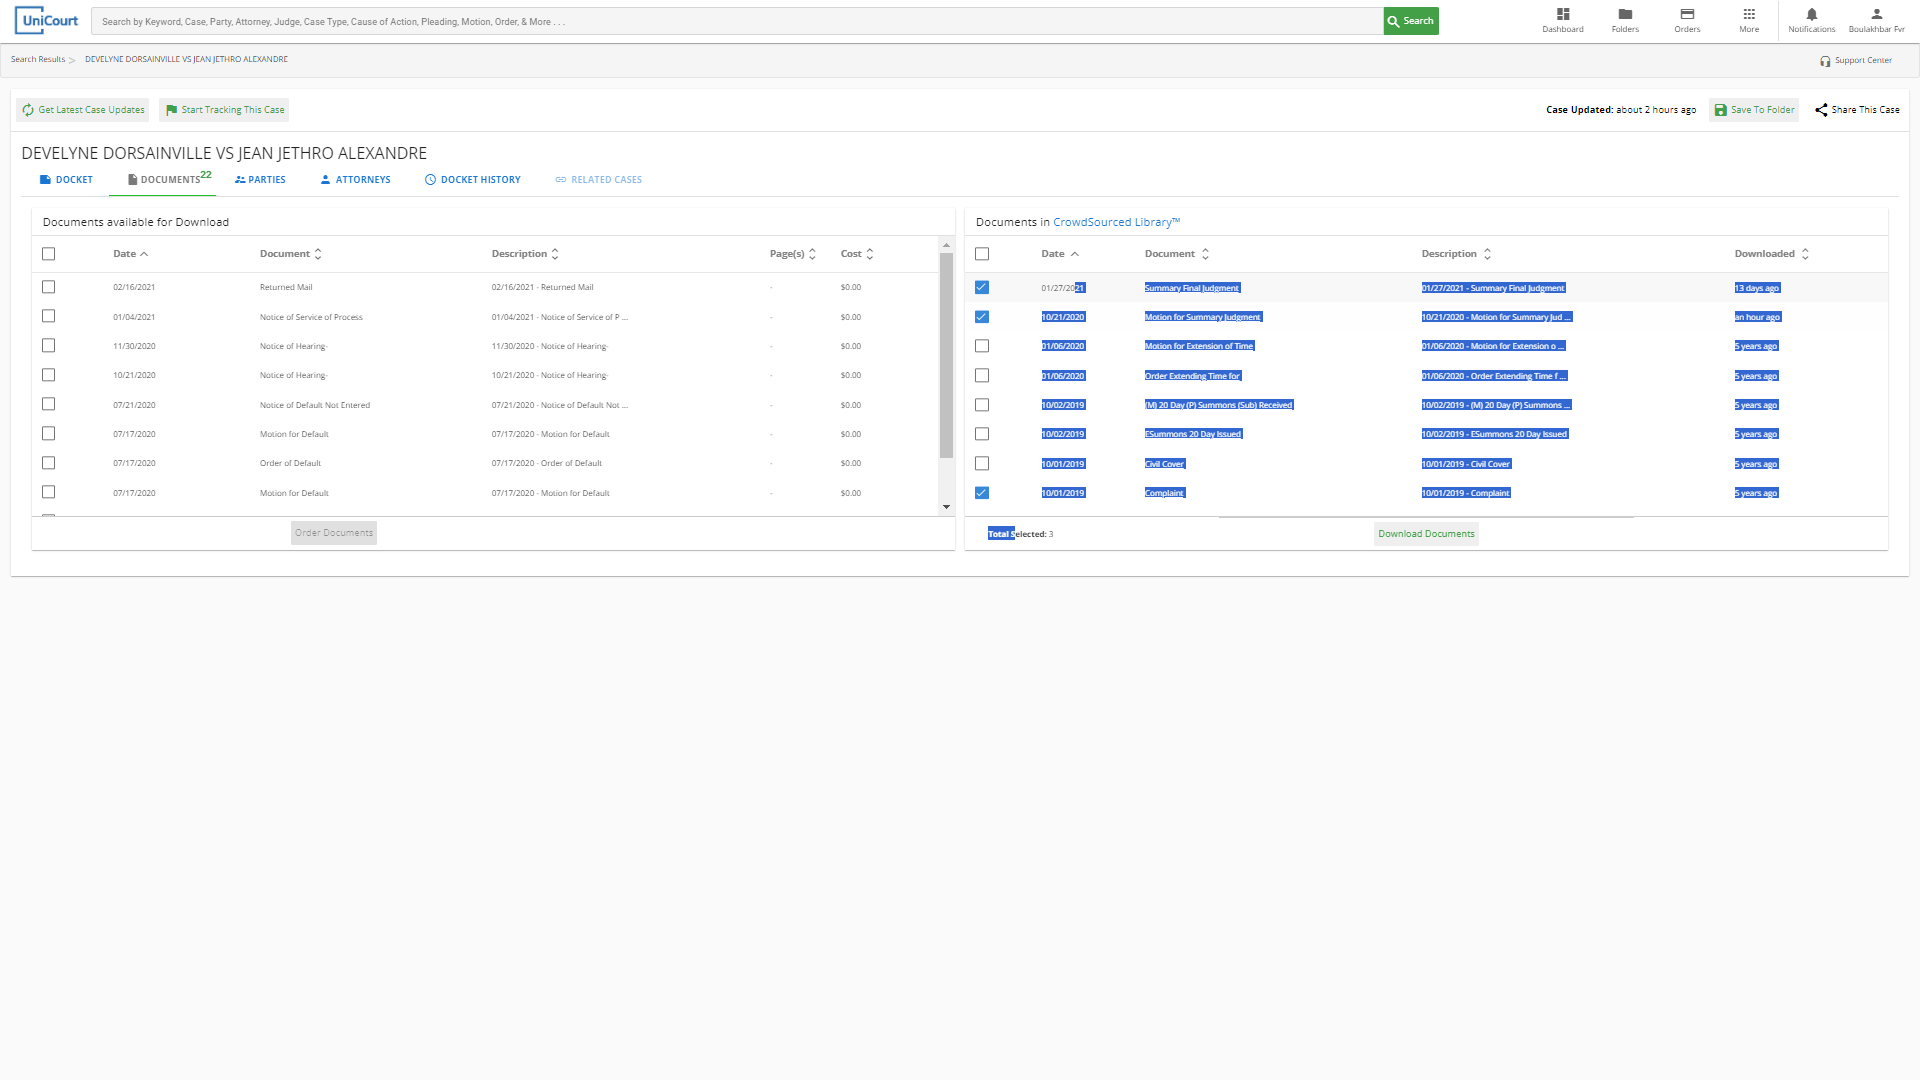 UniCourt
Search by Keyword, Case, Party, Attorney, Judge, Case Type, Cause of Action, Pleading, Motion, Order, & More . . .
Search
Dashboard
Folders
Orders
More
Notifications
Boulakhbar Fvr
Search Results > DEVELYNE DORSAINVILLE VS JEAN JETHRO ALEXANDRE
Support Center
Get Latest Case Updates
Start Tracking This Case
Case Updated: about 2 hours ago
Save To Folder
Share This Case
DEVELYNE DORSAINVILLE VS JEAN JETHRO ALEXANDRE
DOCKET
DOCUMENTS 22
PARTIES
ATTORNEYS
DOCKET HISTORY
RELATED CASES
Documents available for Download
Date Document Description Page(s) Cost
02/16/2021 Returned Mail 02/16/2021 - Returned Mail - $0.00
01/04/2021 Notice of Service of Process 01/04/2021 - Notice of Service of P ... - $0.00
11/30/2020 Notice of Hearing- 11/30/2020 - Notice of Hearing- - $0.00
10/21/2020 Notice of Hearing- 10/21/2020 - Notice of Hearing- - $0.00
07/21/2020 Notice of Default Not Entered 07/21/2020 - Notice of Default Not ... - $0.00
07/17/2020 Motion for Default 07/17/2020 - Motion for Default - $0.00
07/17/2020 Order of Default 07/17/2020 - Order of Default - $0.00
07/17/2020 Motion for Default 07/17/2020 - Motion for Default - $0.00
Order Documents
Documents in CrowdSourced Library™
Date Document Description Downloaded
01/27/2021 Summary Final Judgment 01/27/2021 - Summary Final Judgment 13 days ago
10/21/2020 Motion for Summary Judgment 10/21/2020 - Motion for Summary Jud ... an hour ago
01/06/2020 Motion for Extension of Time 01/06/2020 - Motion for Extension o ... 5 years ago
01/06/2020 Order Extending Time for 01/06/2020 - Order Extending Time f ... 5 years ago
10/02/2019 (M) 20 Day (P) Summons (Sub) Received 10/02/2019 - (M) 20 Day (P) Summons ... 5 years ago
10/02/2019 ESummons 20 Day Issued 10/02/2019 - ESummons 20 Day Issued 5 years ago
10/01/2019 Civil Cover 10/01/2019 - Civil Cover 5 years ago
10/01/2019 Complaint 10/01/2019 - Complaint 5 years ago
Total Selected: 3
Download Documents